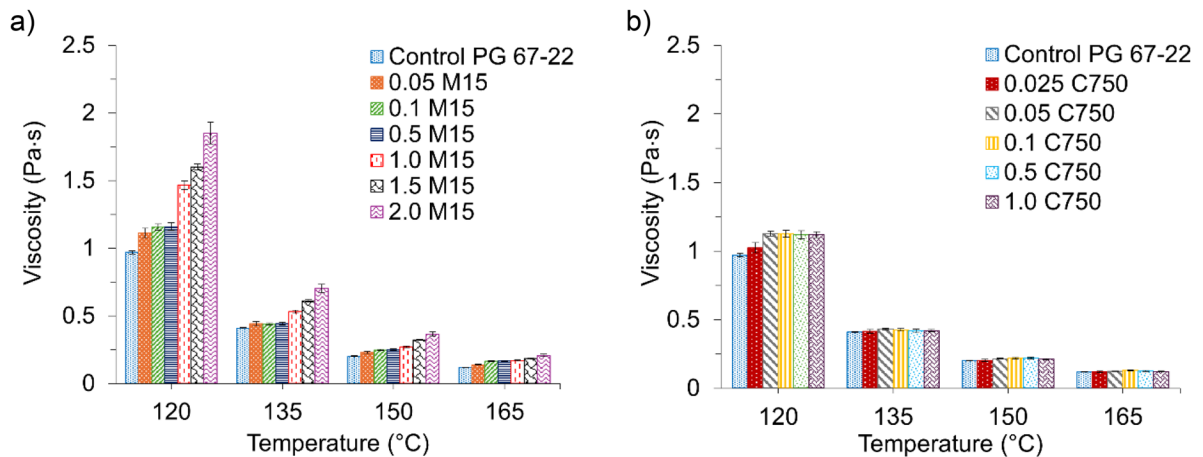 a)
Viscosity (Pa·s)
2.5
2
1.5
1
0.5
0
Control PG 67-22
0.05 M15
0.1 M15
0.5 M15
1.0 M15
1.5 M15
2.0 M15
120 135 150 165
Temperature (°C)
b)
Viscosity (Pa·s)
2.5
2
1.5
1
0.5
0
Control PG 67-22
0.025 C750
0.05 C750
0.1 C750
0.5 C750
1.0 C750
120 135 150 165
Temperature (°C)